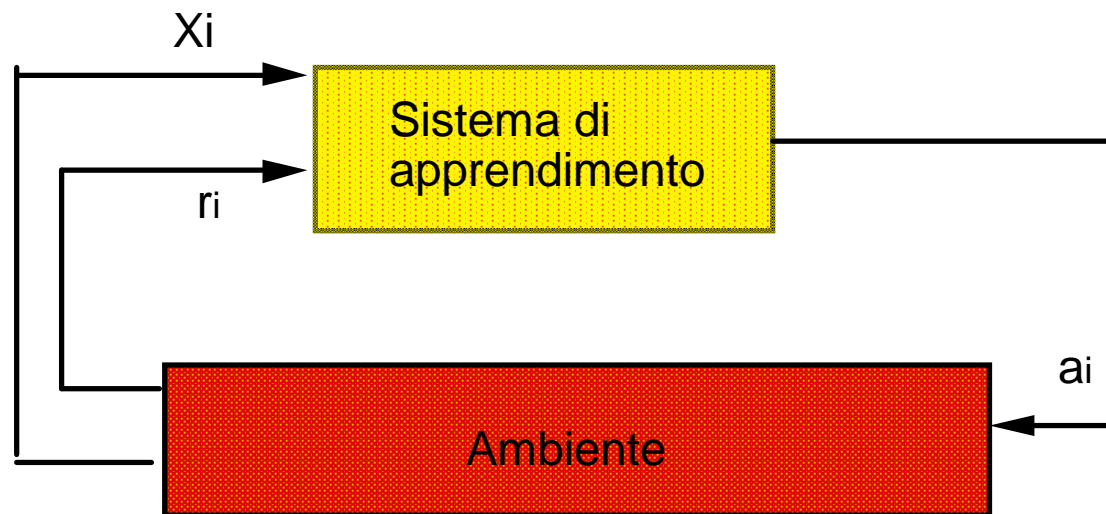 Xi
Sistema di
apprendimento
ri
ai
Ambiente